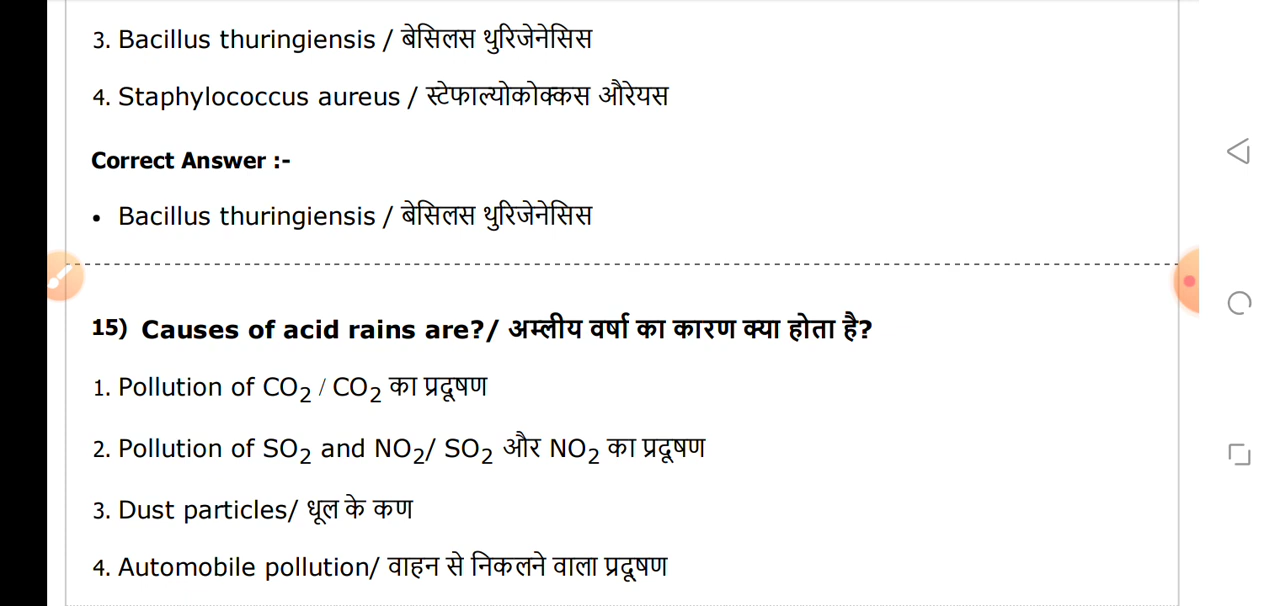 3. Bacillus thuringiensis / बेसिलस थुरिजेनेसिस
4. Staphylococcus aureus / स्टेफाल्योकोक्कस औरेयस
Correct Answer :-
• Bacillus thuringiensis / बेसिलस थुरिजेनेसिस
15) Causes of acid rains are?/ अम्लीय वर्षा का कारण क्या होता है?
1. Pollution of CO₂ / CO₂ का प्रदूषण
2. Pollution of SO₂ and NO₂/ SO₂ और NO₂ का प्रदूषण
3. Dust particles/ धूल के कण
4. Automobile pollution/ वाहन से निकलने वाला प्रदूषण